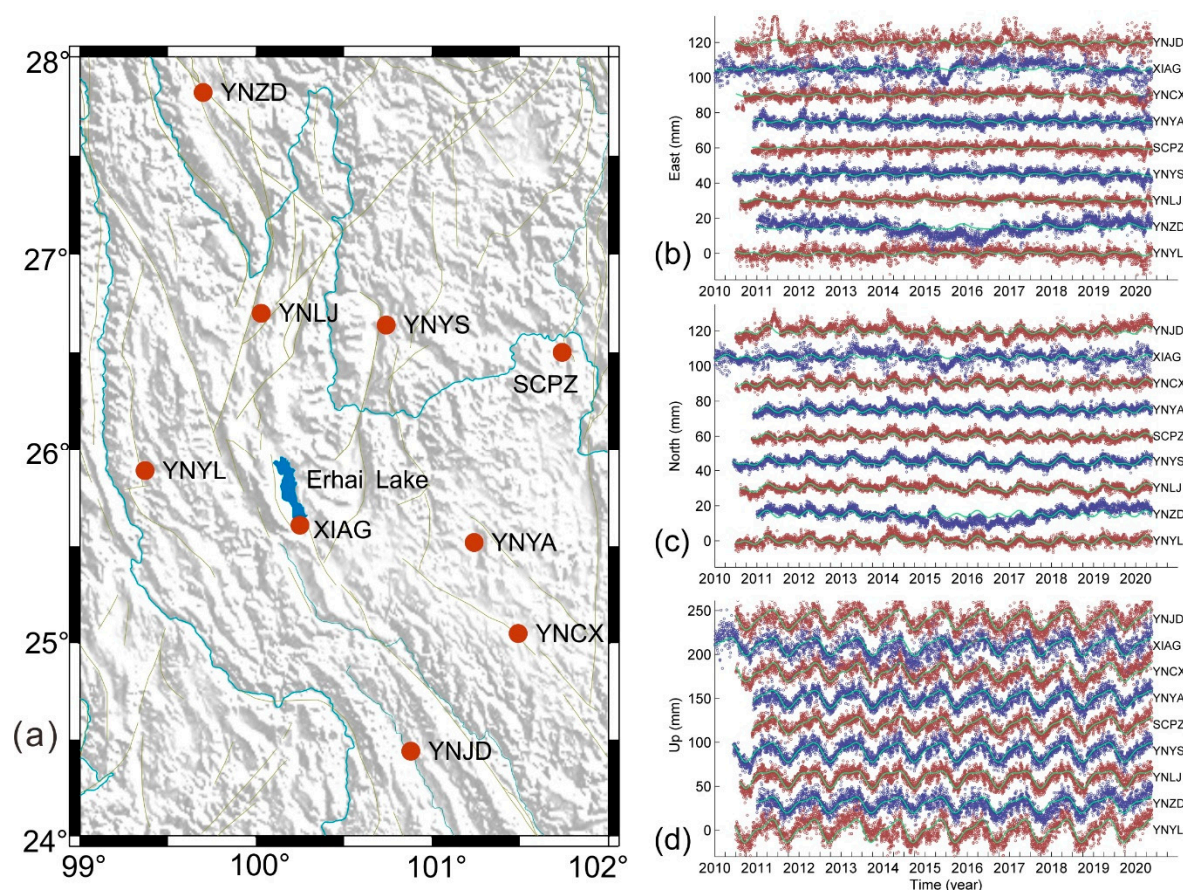 28°
27°
26°
25°
24°
99°
100°
101°
102°
YNZD
YNLJ
YNYS
SCPZ
YNYL
Erhai Lake
XIAG
YNYA
YNCX
YNJD
(a)
120
100
80
60
40
20
0
East (mm)
(b)
YNJD
XIAG
YNCX
YNYA
SCPZ
YNYS
YNLJ
YNZD
YNYL
2010 2011 2012 2013 2014 2015 2016 2017 2018 2019 2020
120
100
80
60
40
20
0
North (mm)
(c)
YNJD
XIAG
YNCX
YNYA
SCPZ
YNYS
YNLJ
YNZD
YNYL
2010 2011 2012 2013 2014 2015 2016 2017 2018 2019 2020
250
200
150
100
50
0
Up (mm)
(d)
YNJD
XIAG
YNCX
YNYA
SCPZ
YNYS
YNLJ
YNZD
YNYL
2010 2011 2012 2013 2014 2015 2016 2017 2018 2019 2020
Time (year)